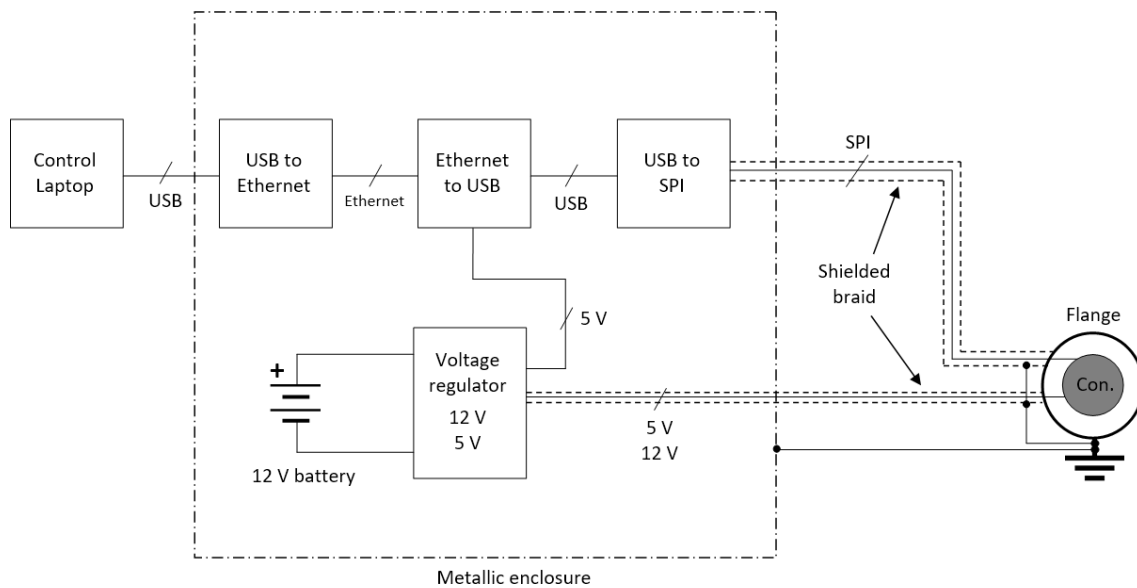 Control
Laptop
USB
USB to
Ethernet
Ethernet
Ethernet
to USB
USB
USB to
SPI
SPI
Shielded
braid
Flange
Con.
5 V
+
Voltage
regulator
12 V
5 V
12 V battery
5 V
12 V
Metallic enclosure